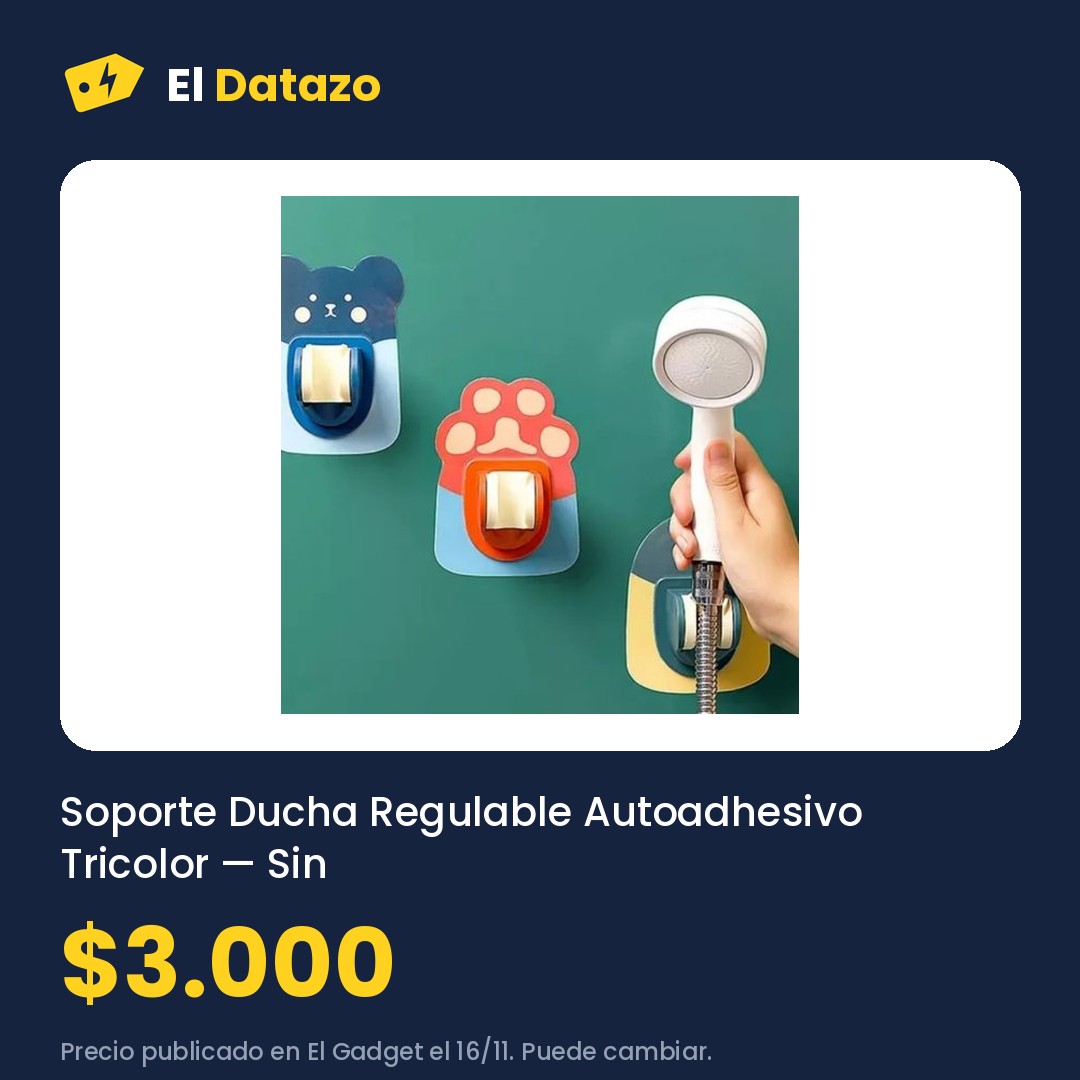 El Datazo
Soporte Ducha Regulable Autoadhesivo
Tricolor — Sin
$3.000
Precio publicado en El Gadget el 16/11. Puede cambiar.